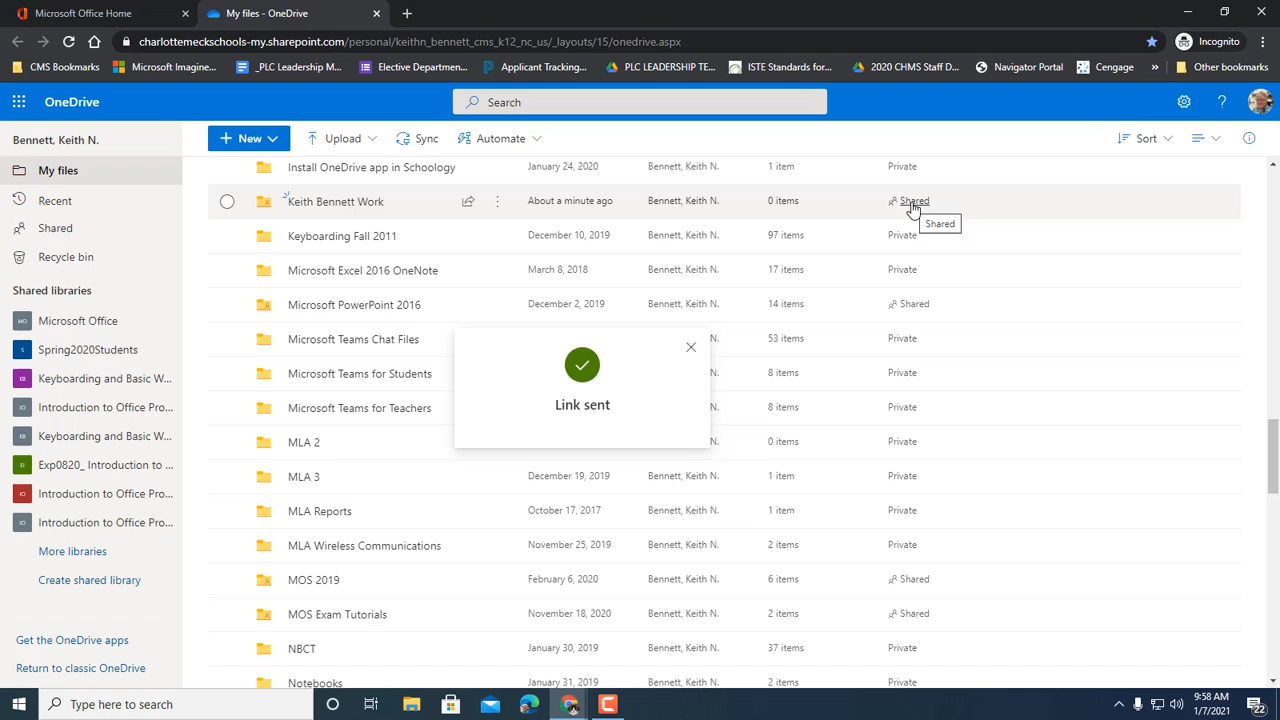 Microsoft Office Home
My files - OneDrive
charlottemeckschools-my.sharepoint.com/personal/keithn_bennett_cms_k12_nc_us/_layouts/15/onedrive.aspx
Incognito
CMS Bookmarks
Microsoft Imagine...
_PLC Leadership M...
Elective Departmen...
Applicant Tracking...
PLC LEADERSHIP TE...
ISTE Standards for...
2020 CHMS Staff D...
Navigator Portal
Cengage
»
Other bookmarks
OneDrive
Search
Bennett, Keith N.
New
Upload
Sync
Automate
Sort
My files
Recent
Shared
Recycle bin
Shared libraries
MO Microsoft Office
S Spring2020Students
KB Keyboarding and Basic W...
IO Introduction to Office Pro...
KB Keyboarding and Basic W...
EI Exp0820_ Introduction to ...
IO Introduction to Office Pro...
IO Introduction to Office Pro...
More libraries
Create shared library
Get the OneDrive apps
Return to classic OneDrive
Install OneDrive app in Schoology January 24, 2020 Bennett, Keith N. 1 item Private
Keith Bennett Work About a minute ago Bennett, Keith N. 0 items Shared
Shared
Keyboarding Fall 2011 December 10, 2019 Bennett, Keith N. 97 items Private
Microsoft Excel 2016 OneNote March 8, 2018 Bennett, Keith N. 17 items Private
Microsoft PowerPoint 2016 December 2, 2019 Bennett, Keith N. 14 items Shared
Microsoft Teams Chat Files N. 53 items Private
Microsoft Teams for Students N. 8 items Private
Microsoft Teams for Teachers N. 8 items Private
Link sent
MLA 2 N. 0 items Private
MLA 3 December 19, 2019 Bennett, Keith N. 1 item Private
MLA Reports October 17, 2017 Bennett, Keith N. 1 item Private
MLA Wireless Communications November 25, 2019 Bennett, Keith N. 2 items Private
MOS 2019 February 6, 2020 Bennett, Keith N. 6 items Shared
MOS Exam Tutorials November 18, 2020 Bennett, Keith N. 2 items Shared
NBCT January 30, 2019 Bennett, Keith N. 37 items Private
Notebooks January 31, 2019 Bennett, Keith N. 2 items Private
Type here to search
9:58 AM
1/7/2021
22